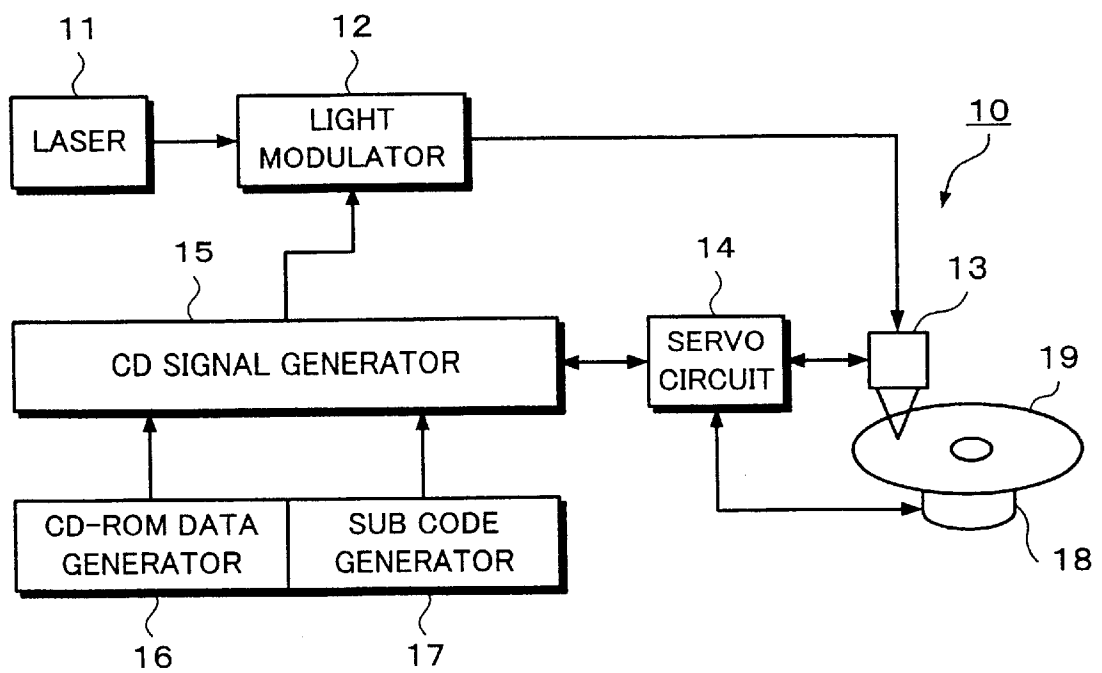 11
12
LASER
LIGHT
MODULATOR
10
15
14
13
CD SIGNAL GENERATOR
SERVO
CIRCUIT
19
CD-ROM DATA
GENERATOR
SUB CODE
GENERATOR
18
16
17